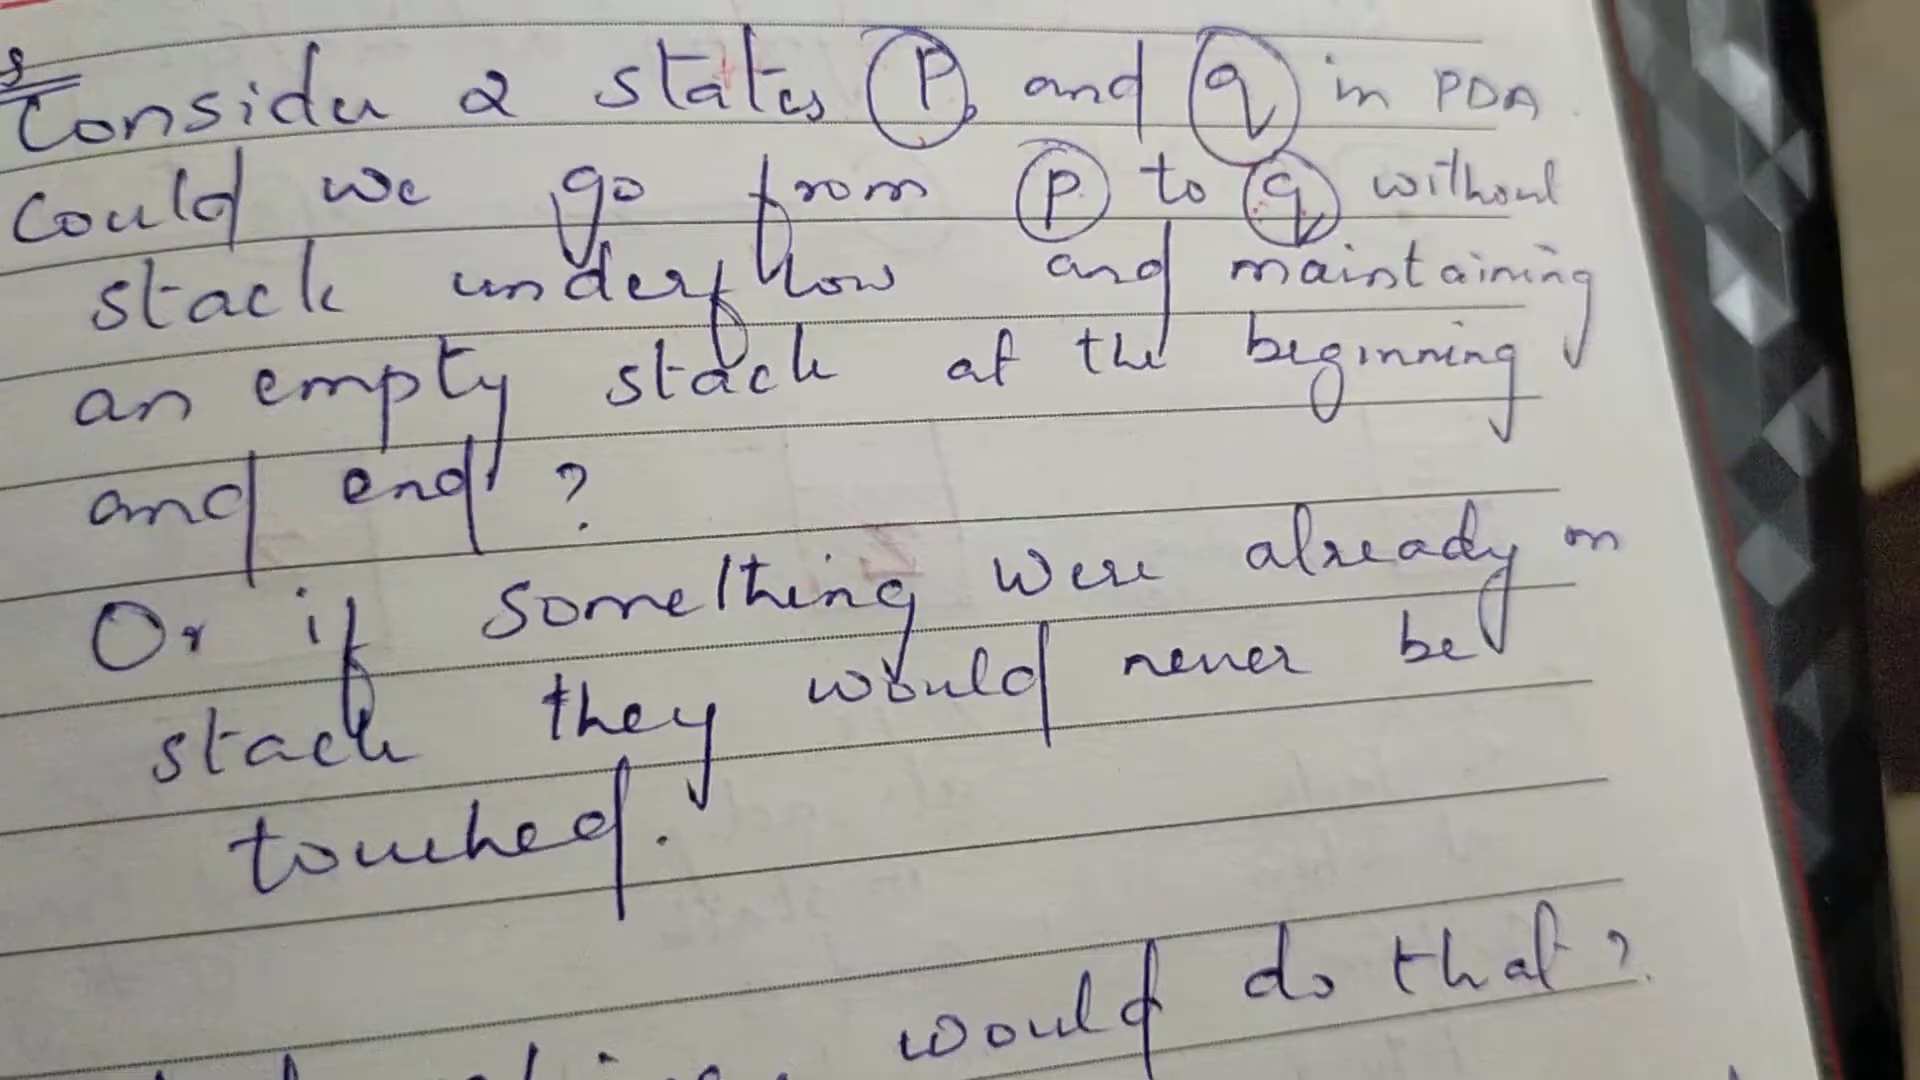 Consider 2 states P and q in PDA.
Could we go from p to q without
stack underflow and maintaining
an empty stack at the beginning
and end?
Or if something were already on
stack they would never be
touched.
would do that?